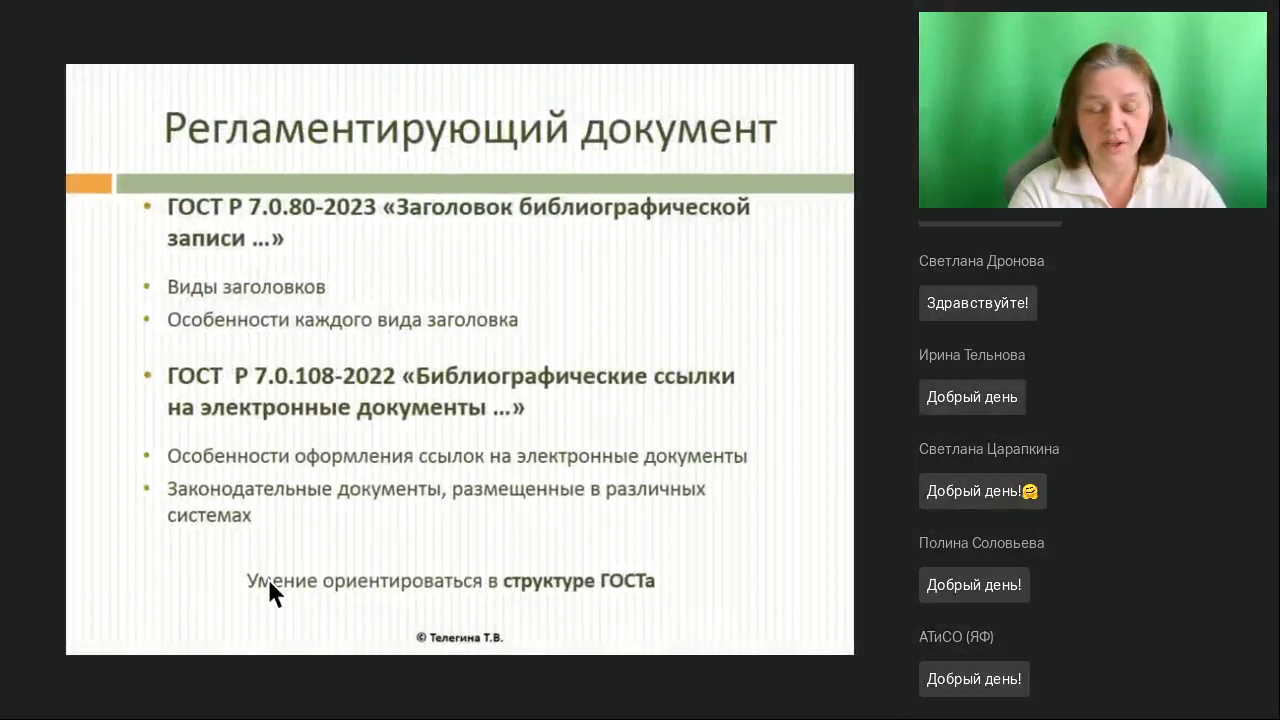 Регламентирующий документ
• ГОСТ Р 7.0.80-2023 «Заголовок библиографической
записи ...»
• Виды заголовков
• Особенности каждого вида заголовка
• ГОСТ Р 7.0.108-2022 «Библиографические ссылки
на электронные документы ...»
• Особенности оформления ссылок на электронные документы
• Законодательные документы, размещенные в различных
системах
Умение ориентироваться в структуре ГОСТа
© Телегина Т.В.
Светлана Дронова
Здравствуйте!
Ирина Тельнова
Добрый день
Светлана Царапкина
Добрый день!🤗
Полина Соловьева
Добрый день!
АТиСО (ЯФ)
Добрый день!